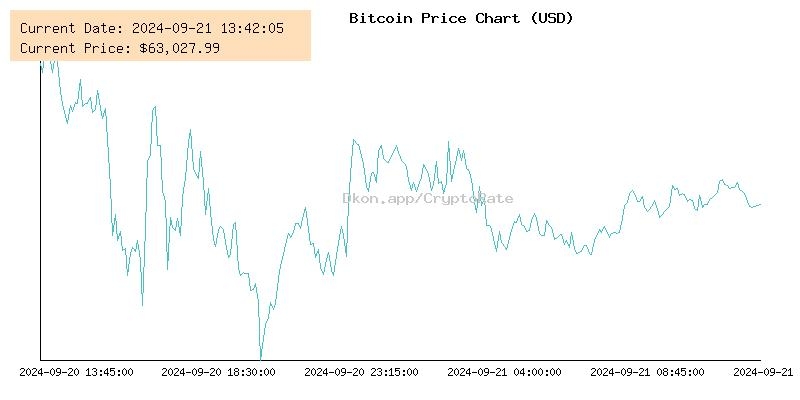 Bitcoin Price Chart (USD)
Current Date: 2024-09-21 13:42:05
Current Price: $63,027.99
Dkon.app/CryptoRate
2024-09-20 13:45:00 2024-09-20 18:30:00 2024-09-20 23:15:00 2024-09-21 04:00:00 2024-09-21 08:45:00 2024-09-21